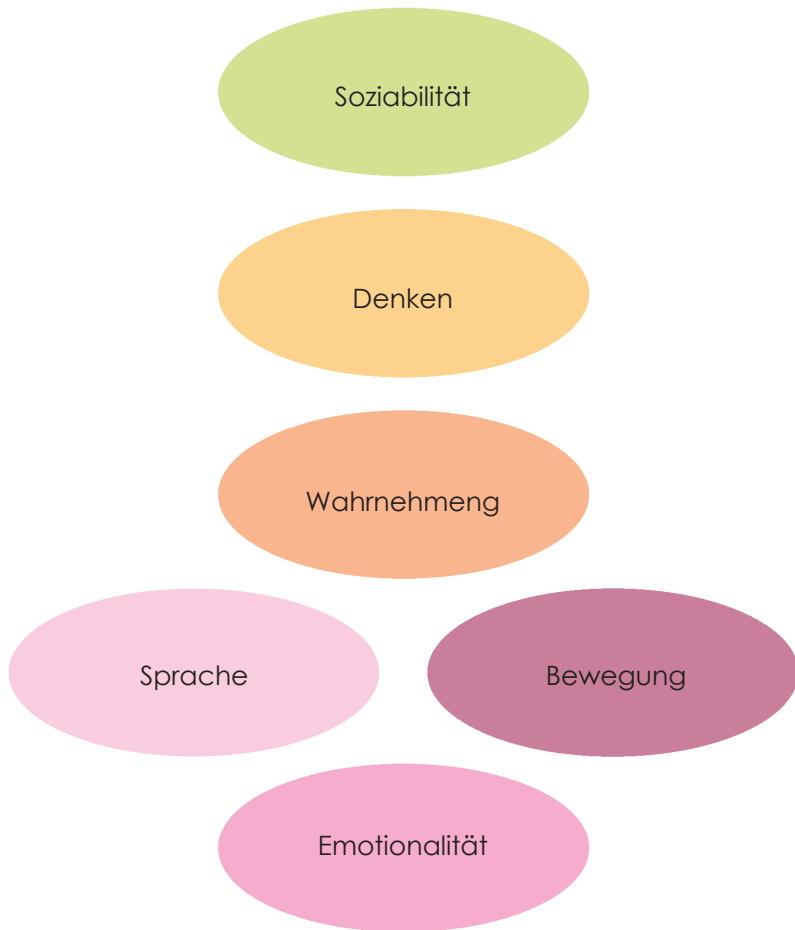 Soziabilität
Denken
Wahrnehmeng
Sprache
Bewegung
Emotionalität